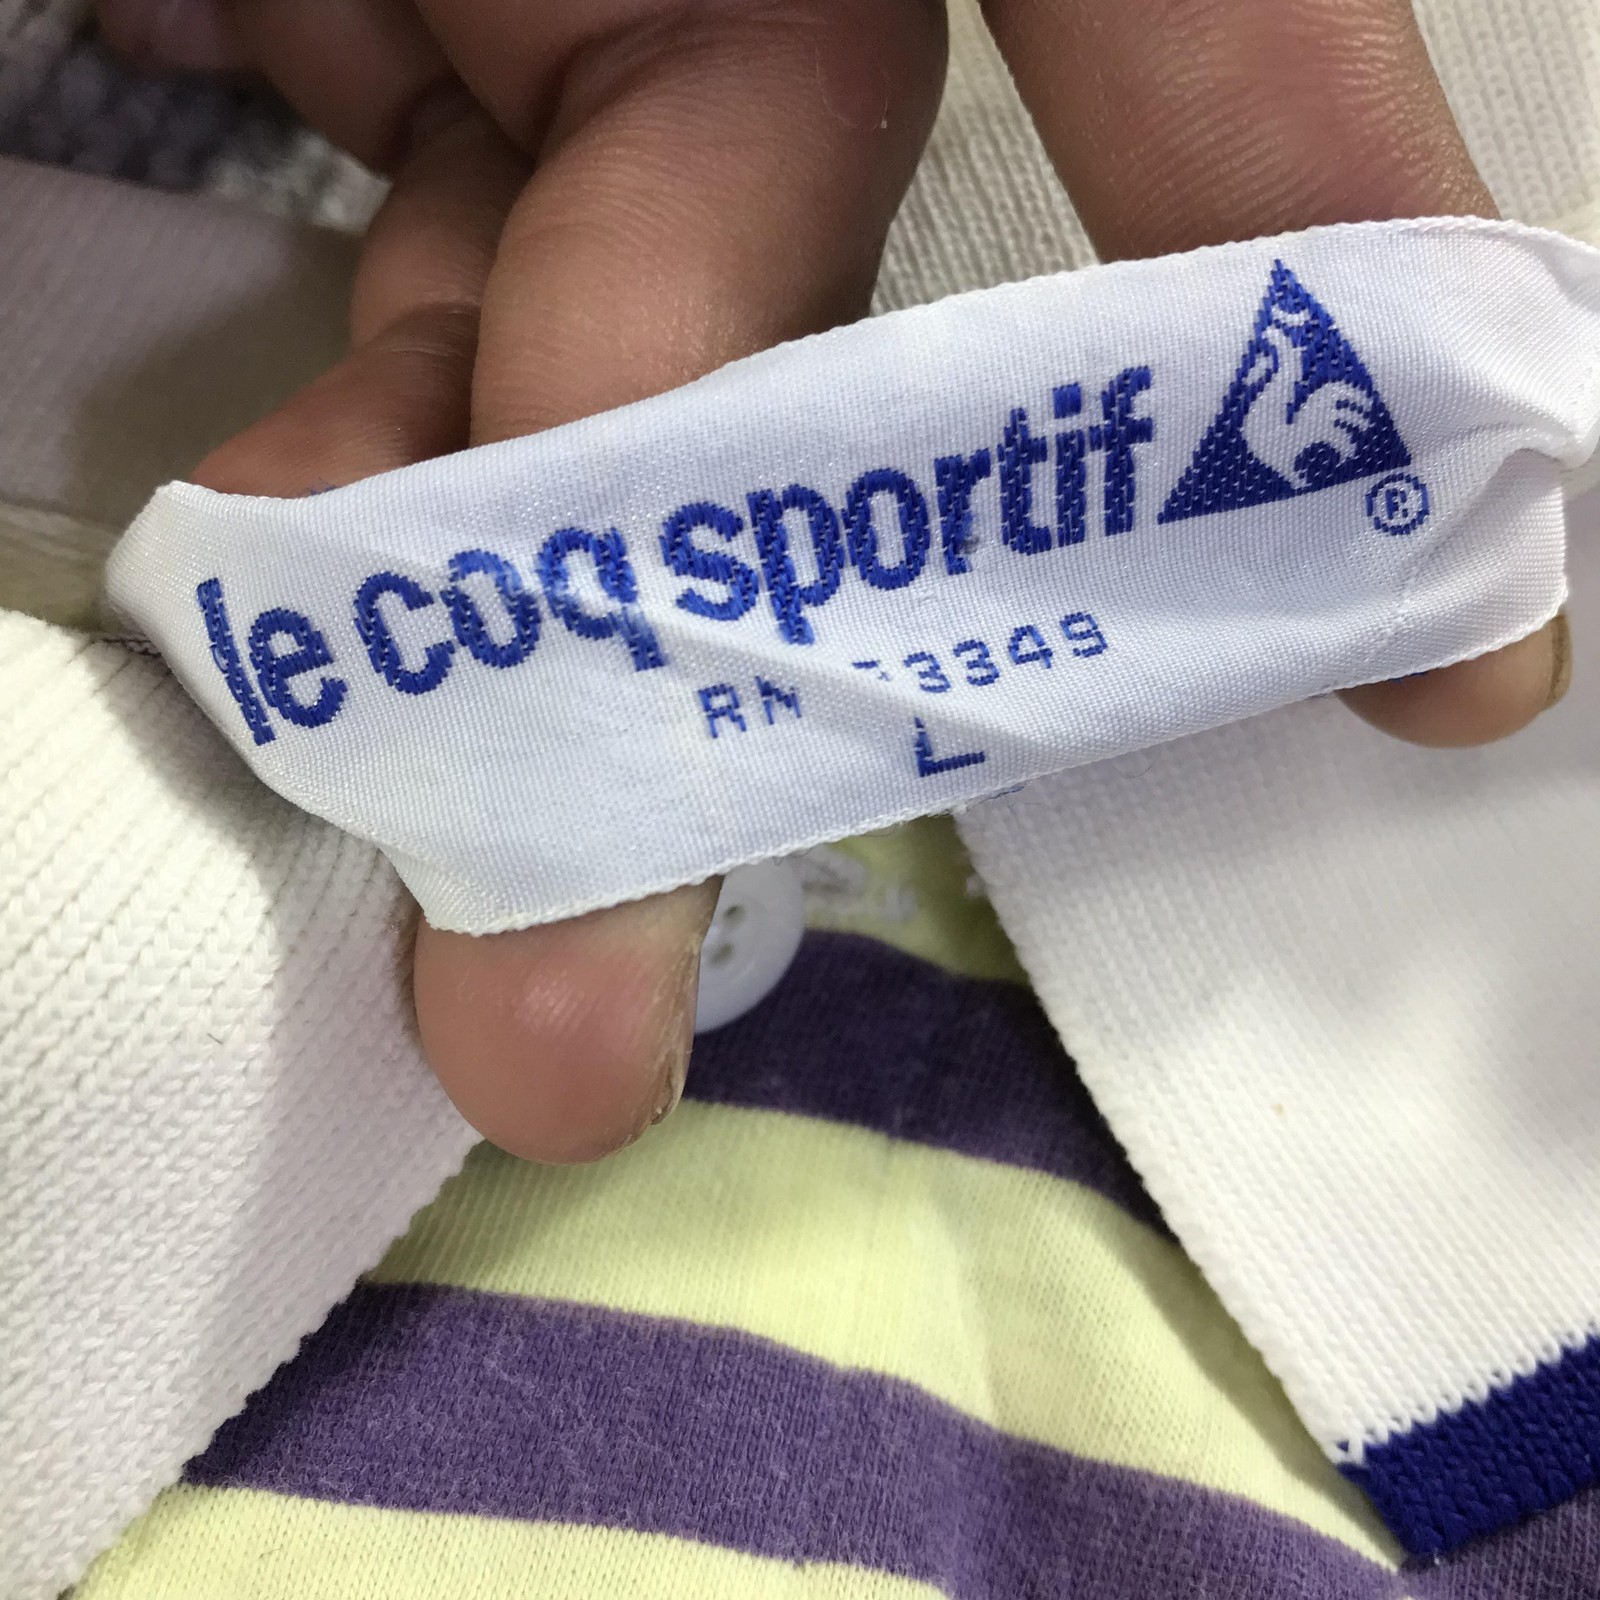 le coq sportif ®
RN 3349
L